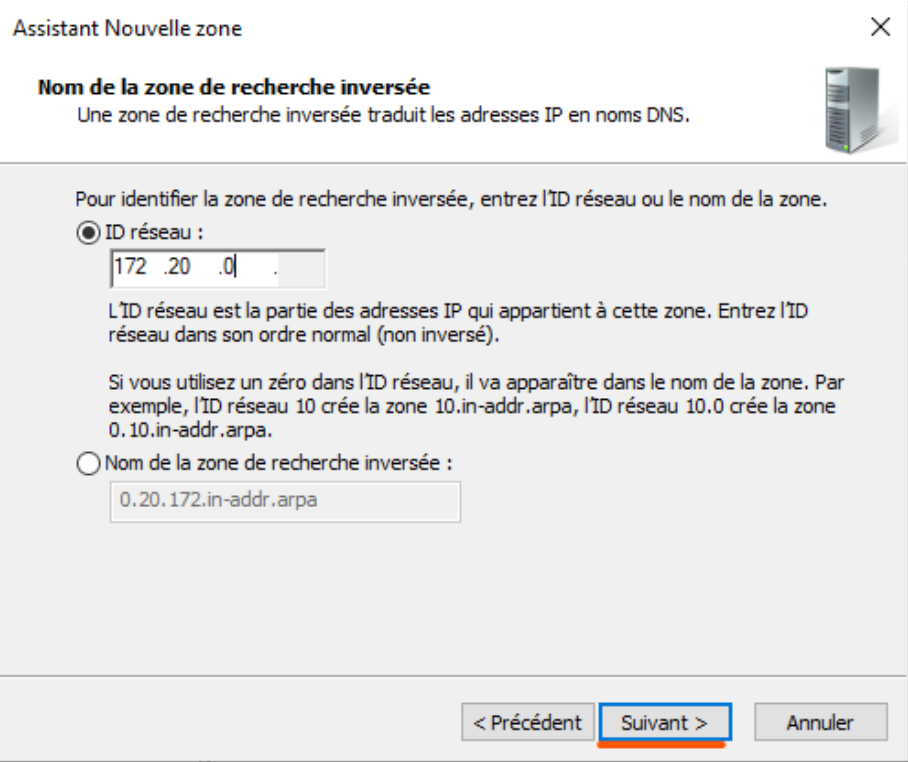 Assistant Nouvelle zone
Nom de la zone de recherche inversée
Une zone de recherche inversée traduit les adresses IP en noms DNS.
Pour identifier la zone de recherche inversée, entrez l'ID réseau ou le nom de la zone.
ID réseau :
172 .20 .0 .
L'ID réseau est la partie des adresses IP qui appartient à cette zone. Entrez l'ID
réseau dans son ordre normal (non inversé).
Si vous utilisez un zéro dans l'ID réseau, il va apparaître dans le nom de la zone. Par
exemple, l'ID réseau 10 crée la zone 10.in-addr.arpa, l'ID réseau 10.0 crée la zone
0.10.in-addr.arpa.
Nom de la zone de recherche inversée :
0.20.172.in-addr.arpa
< Précédent Suivant > Annuler